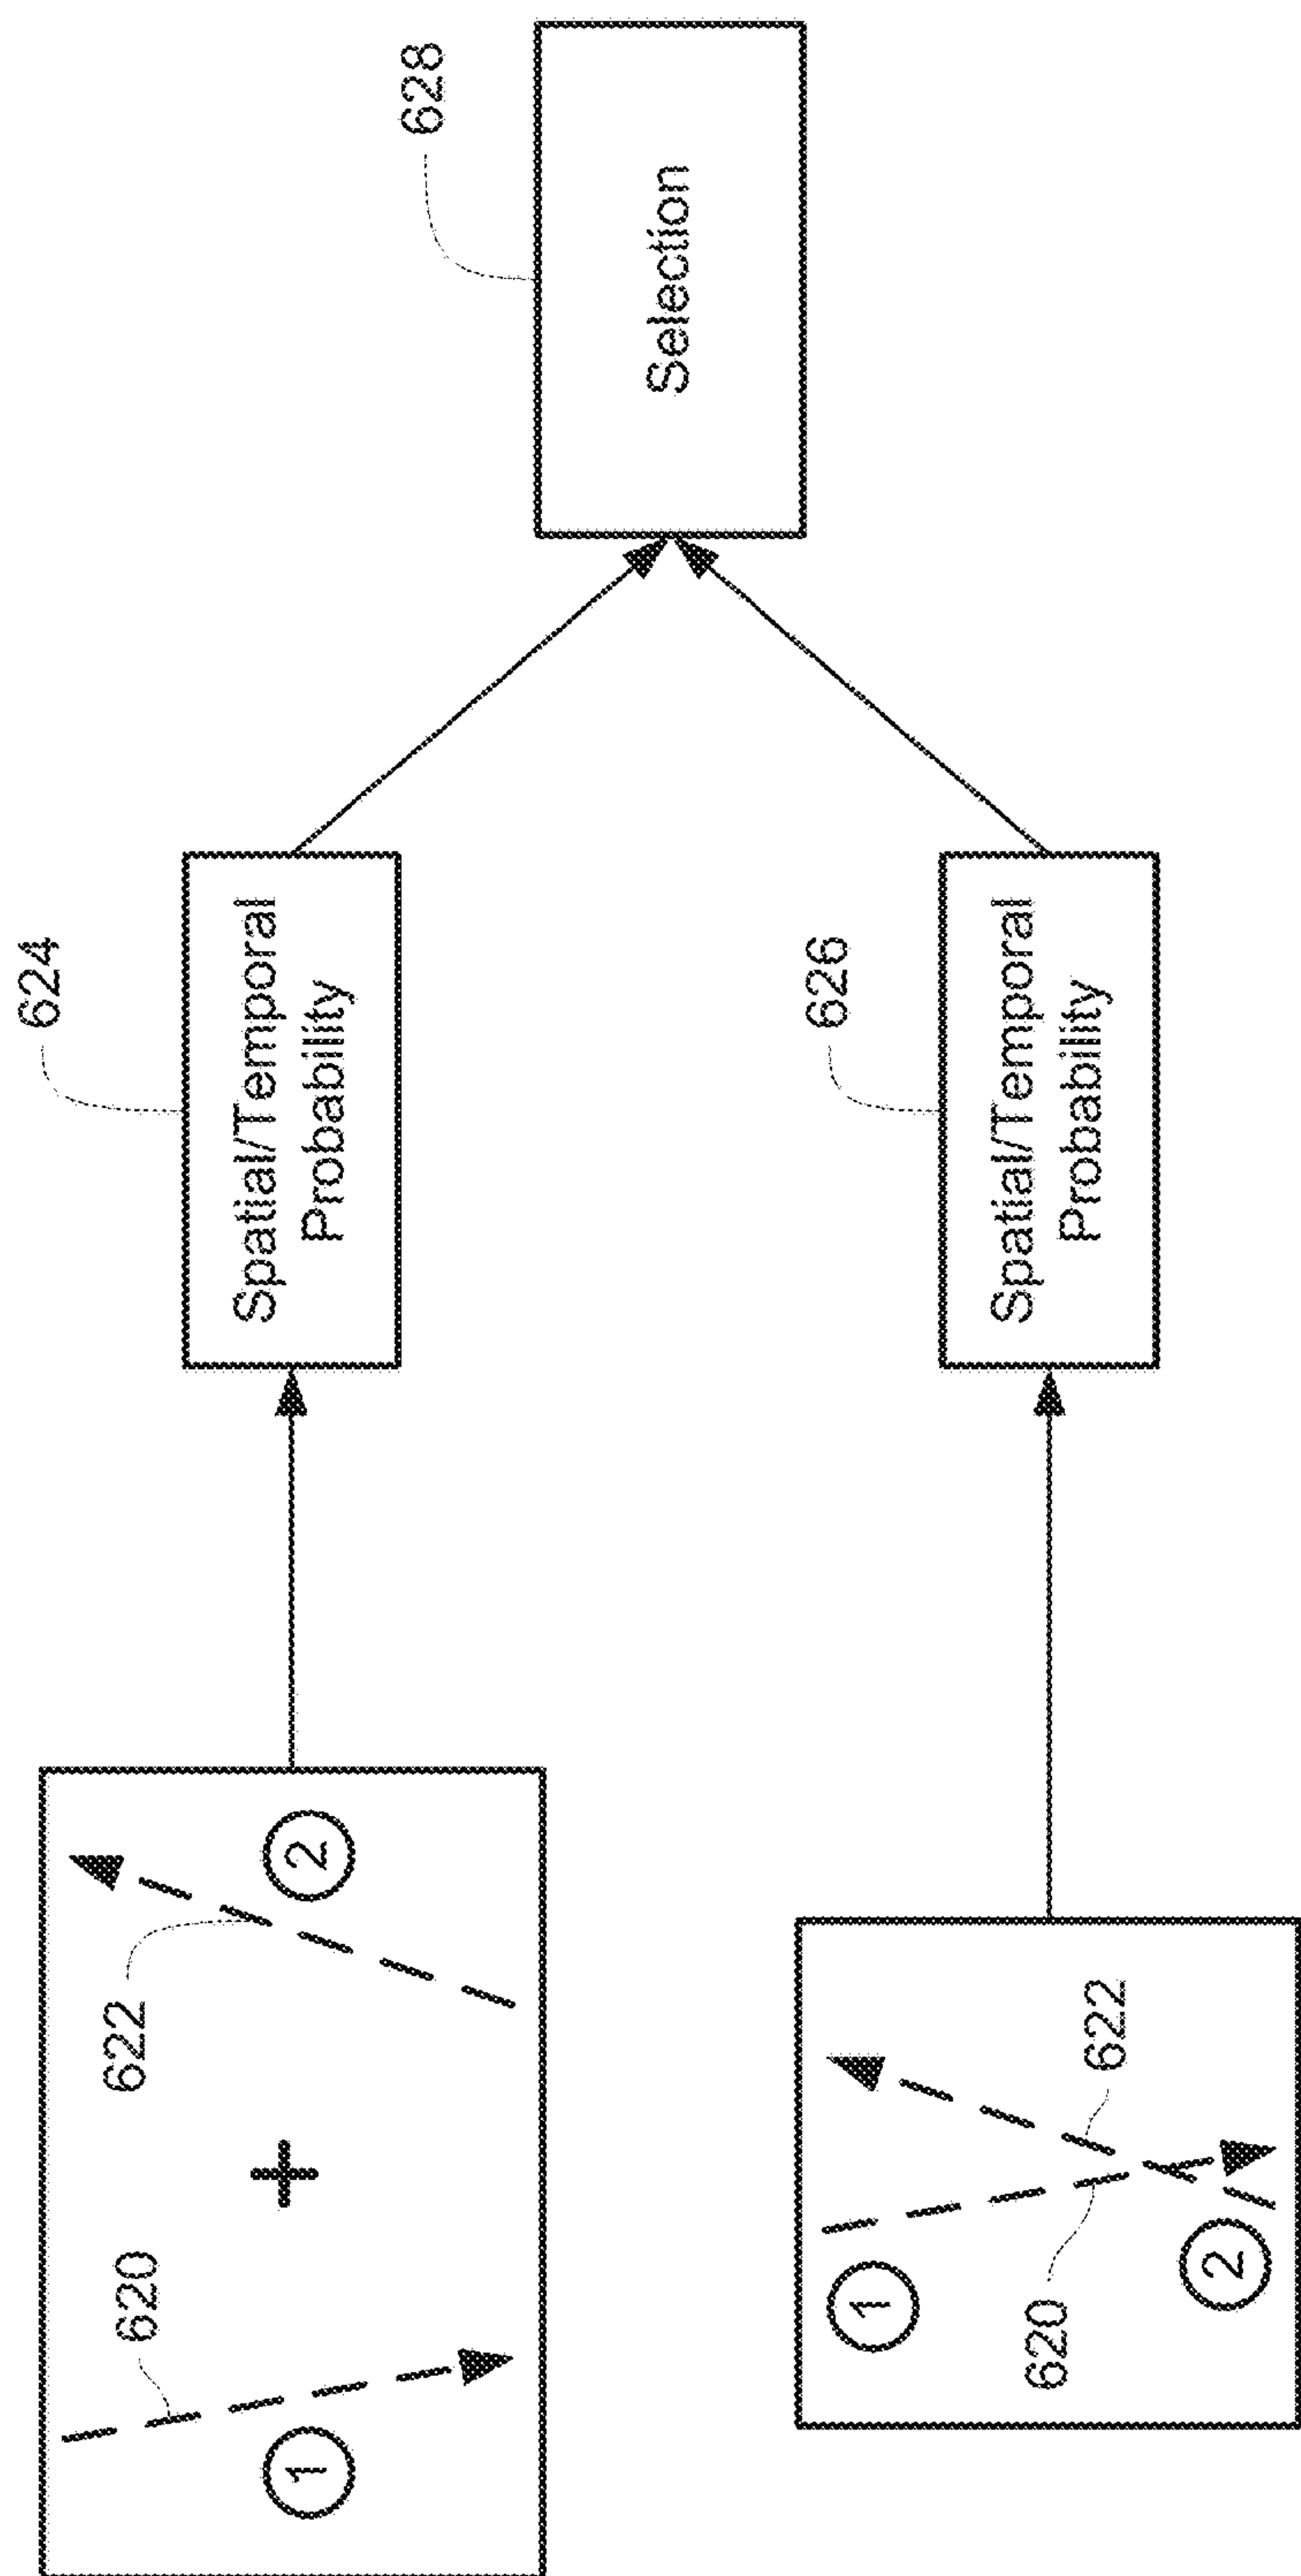 620
622
+
1
2
624
Spatial/Temporal
Probability
628
Selection
626
Spatial/Temporal
Probability
1
620
622
2